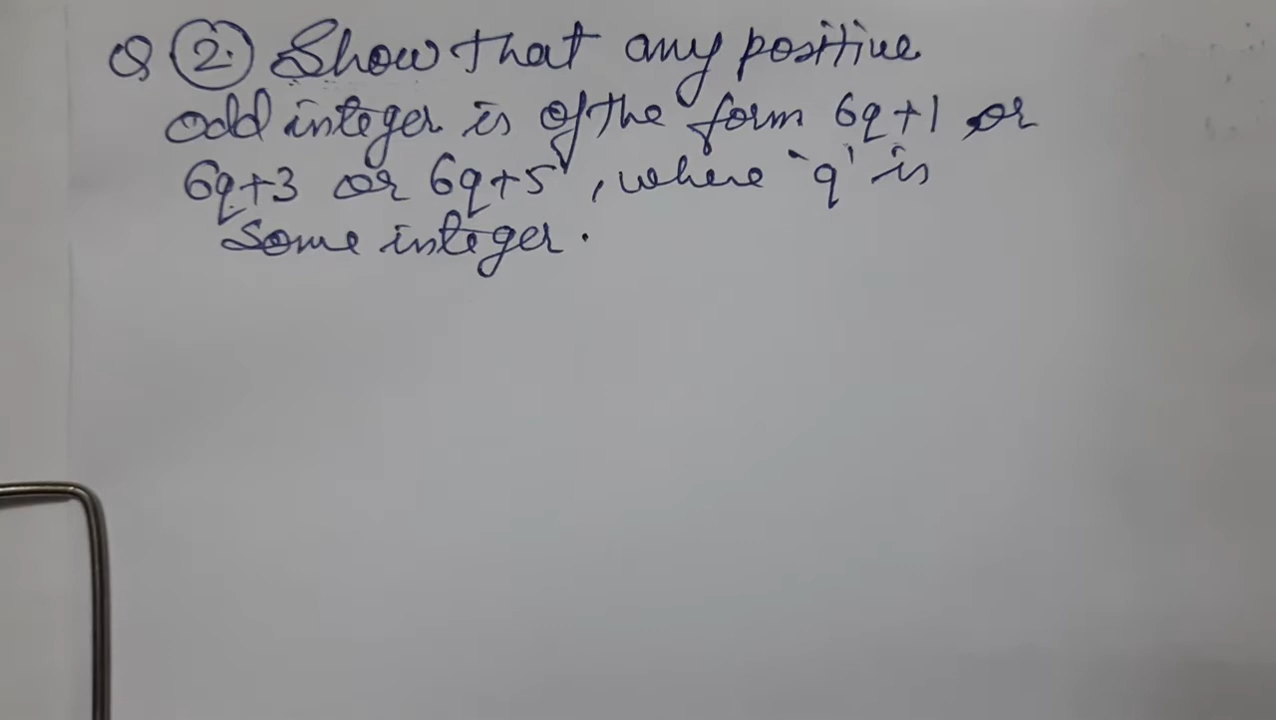 Q 2. Show that any positive
odd integer is of the form 6q+1 or
6q+3 or 6q+5, where 'q' is
Some integer.